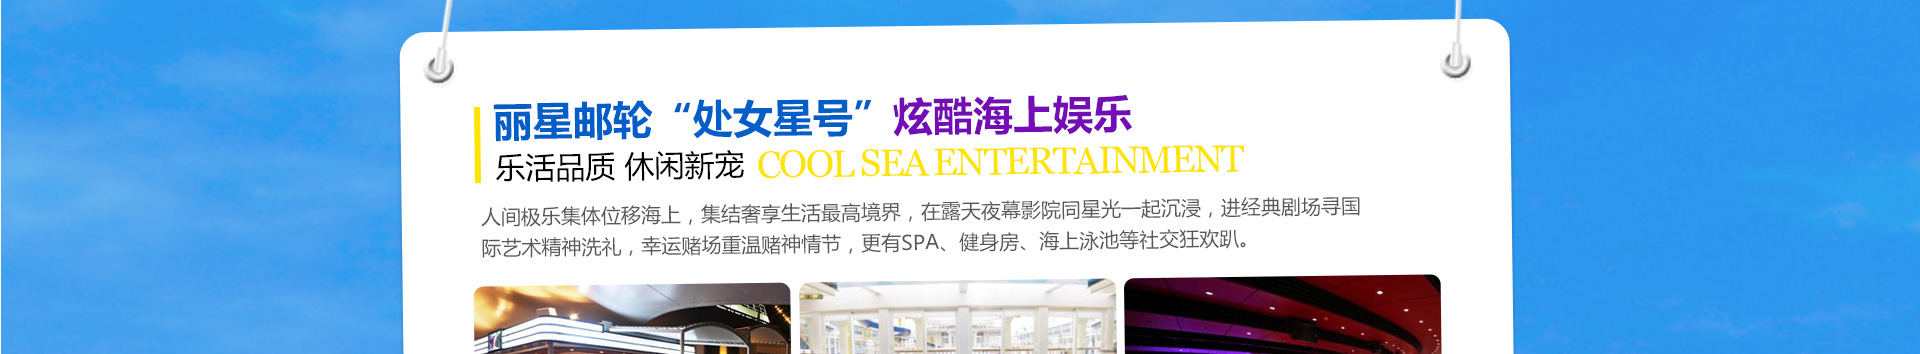 丽星邮轮“处女星号”炫酷海上娱乐
乐活品质 休闲新宠 COOL SEA ENTERTAINMENT
人间极乐集体位移海上，集结奢享生活最高境界，在露天夜幕影院同星光一起沉浸，进经典剧场寻国
际艺术精神洗礼，幸运赌场重温赌神情节，更有SPA、健身房、海上泳池等社交狂欢趴。